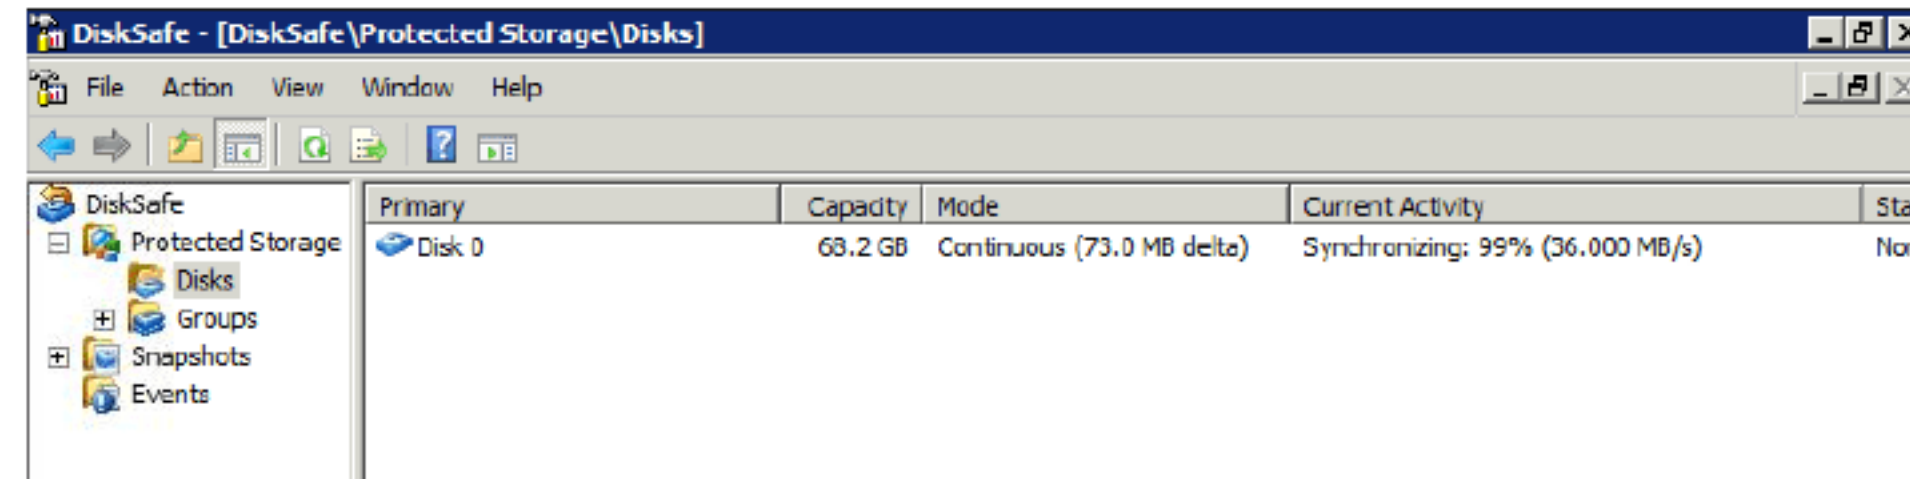 DiskSafe - [DiskSafe\Protected Storage\Disks]
File Action View Window Help
DiskSafe
Protected Storage
Disks
Groups
Snapshots
Events
Primary Capacity Mode Current Activity
Disk 0 68.2 GB Continuous (73.0 MB delta) Synchronizing: 99% (36.000 MB/s)